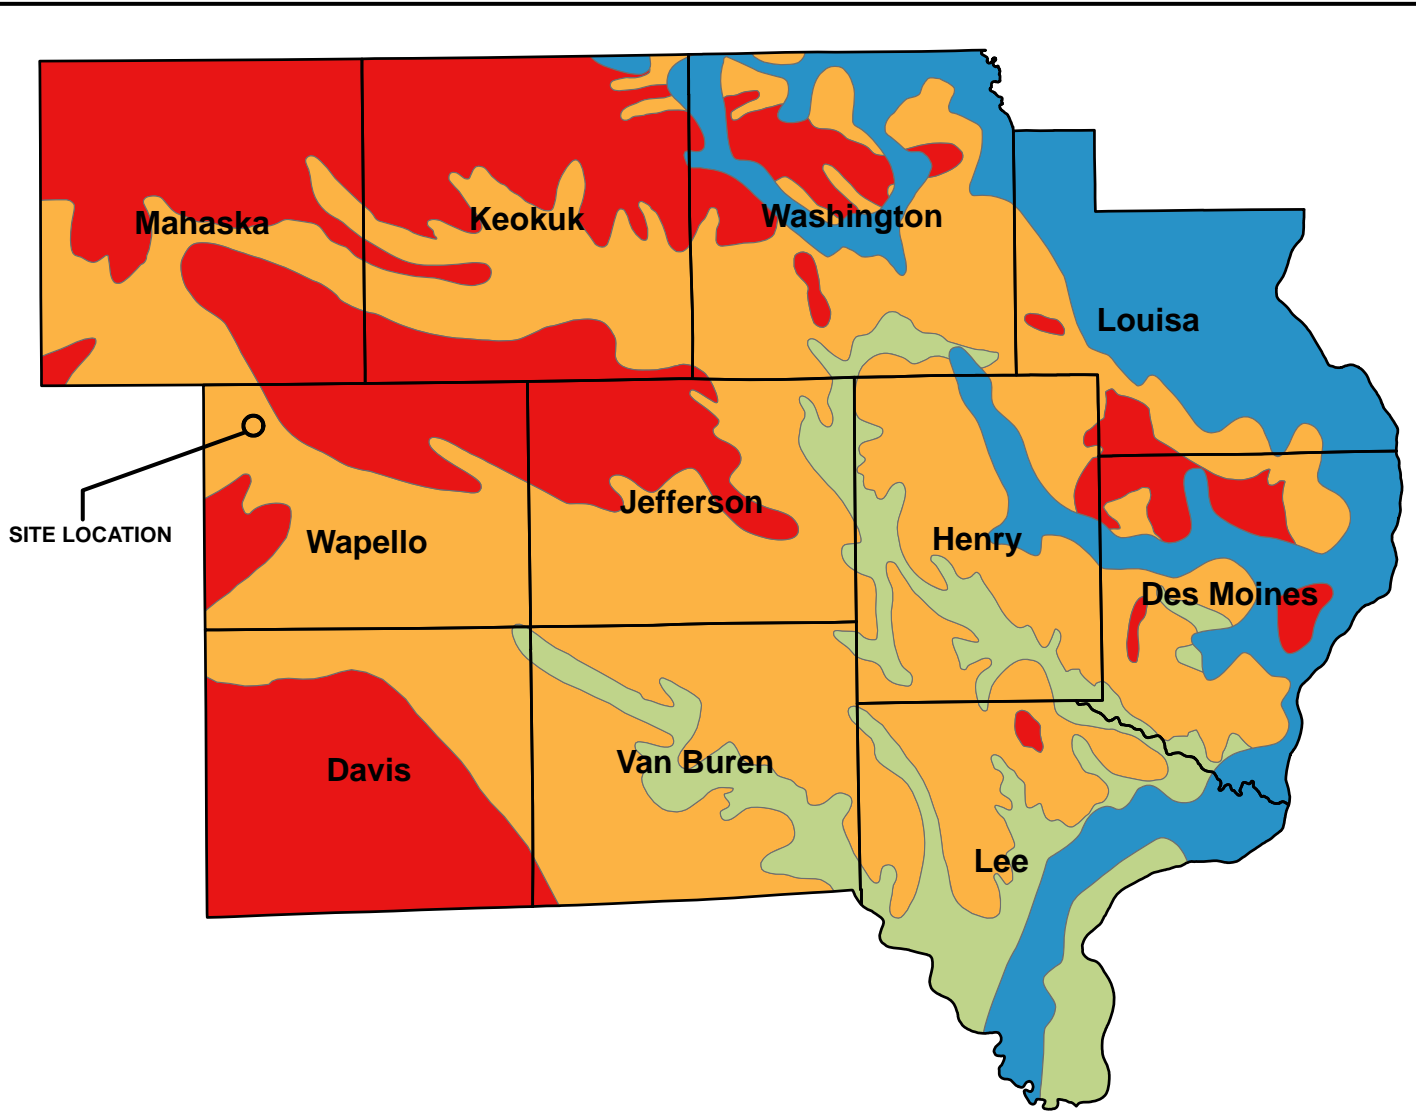 Mahaska
Keokuk
Washington
Louisa
SITE LOCATION
Wapello
Jefferson
Henry
Des Moines
Davis
Van Buren
Lee